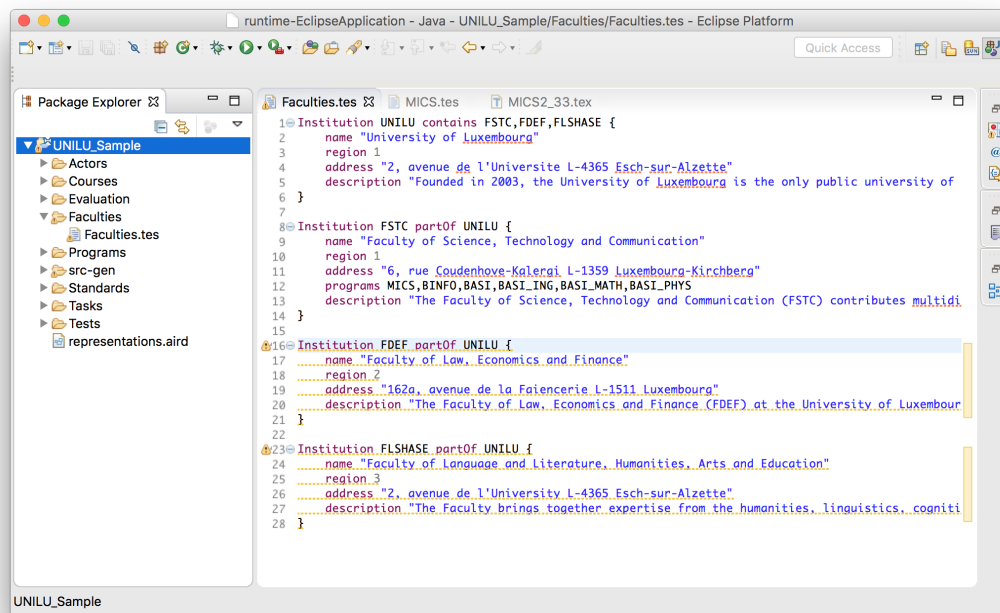 runtime-EclipseApplication - Java - UNILU_Sample/Faculties/Faculties.tes - Eclipse Platform
Quick Access
Package Explorer
UNILU_Sample
Actors
Courses
Evaluation
Faculties
Faculties.tes
Programs
src-gen
Standards
Tasks
Tests
representations.aird
Faculties.tes MICS.tes MICS2_33.tex
1 Institution UNILU contains FSTC,FDEF,FLSHASE {
2 name "University of Luxembourg"
3 region 1
4 address "2, avenue de l'Universite L-4365 Esch-sur-Alzette"
5 description "Founded in 2003, the University of Luxembourg is the only public university of
6 }
7
8 Institution FSTC partOf UNILU {
9 name "Faculty of Science, Technology and Communication"
10 region 1
11 address "6, rue Coudenhove-Kalergi L-1359 Luxembourg-Kirchberg"
12 programs MICS,BINFO,BASI,BASI_ING,BASI_MATH,BASI_PHYS
13 description "The Faculty of Science, Technology and Communication (FSTC) contributes multidi
14 }
15
16 Institution FDEF partOf UNILU {
17 name "Faculty of Law, Economics and Finance"
18 region 2
19 address "162a, avenue de la Faiencerie L-1511 Luxembourg"
20 description "The Faculty of Law, Economics and Finance (FDEF) at the University of Luxembour
21 }
22
23 Institution FLSHASE partOf UNILU {
24 name "Faculty of Language and Literature, Humanities, Arts and Education"
25 region 3
26 address "2, avenue de l'University L-4365 Esch-sur-Alzette"
27 description "The Faculty brings together expertise from the humanities, linguistics, cogniti
28 }
UNILU_Sample